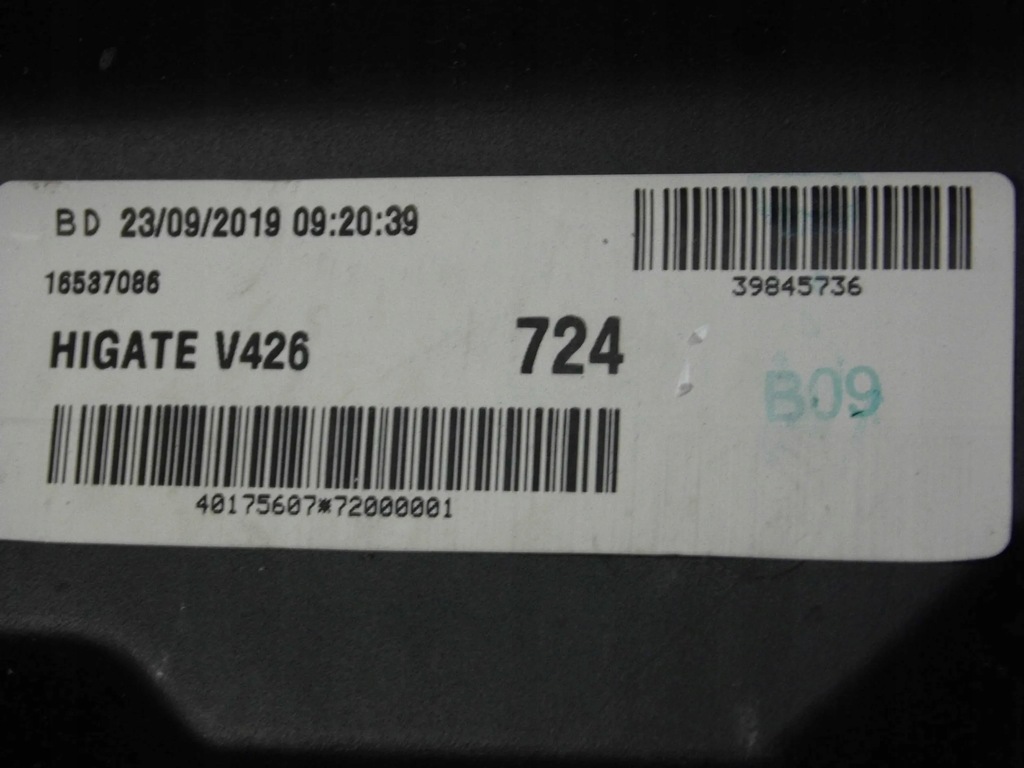 BD 23/09/2019 09:20:39
16537086
39845736
HIGATE V426 724
B09
40175607*72000001